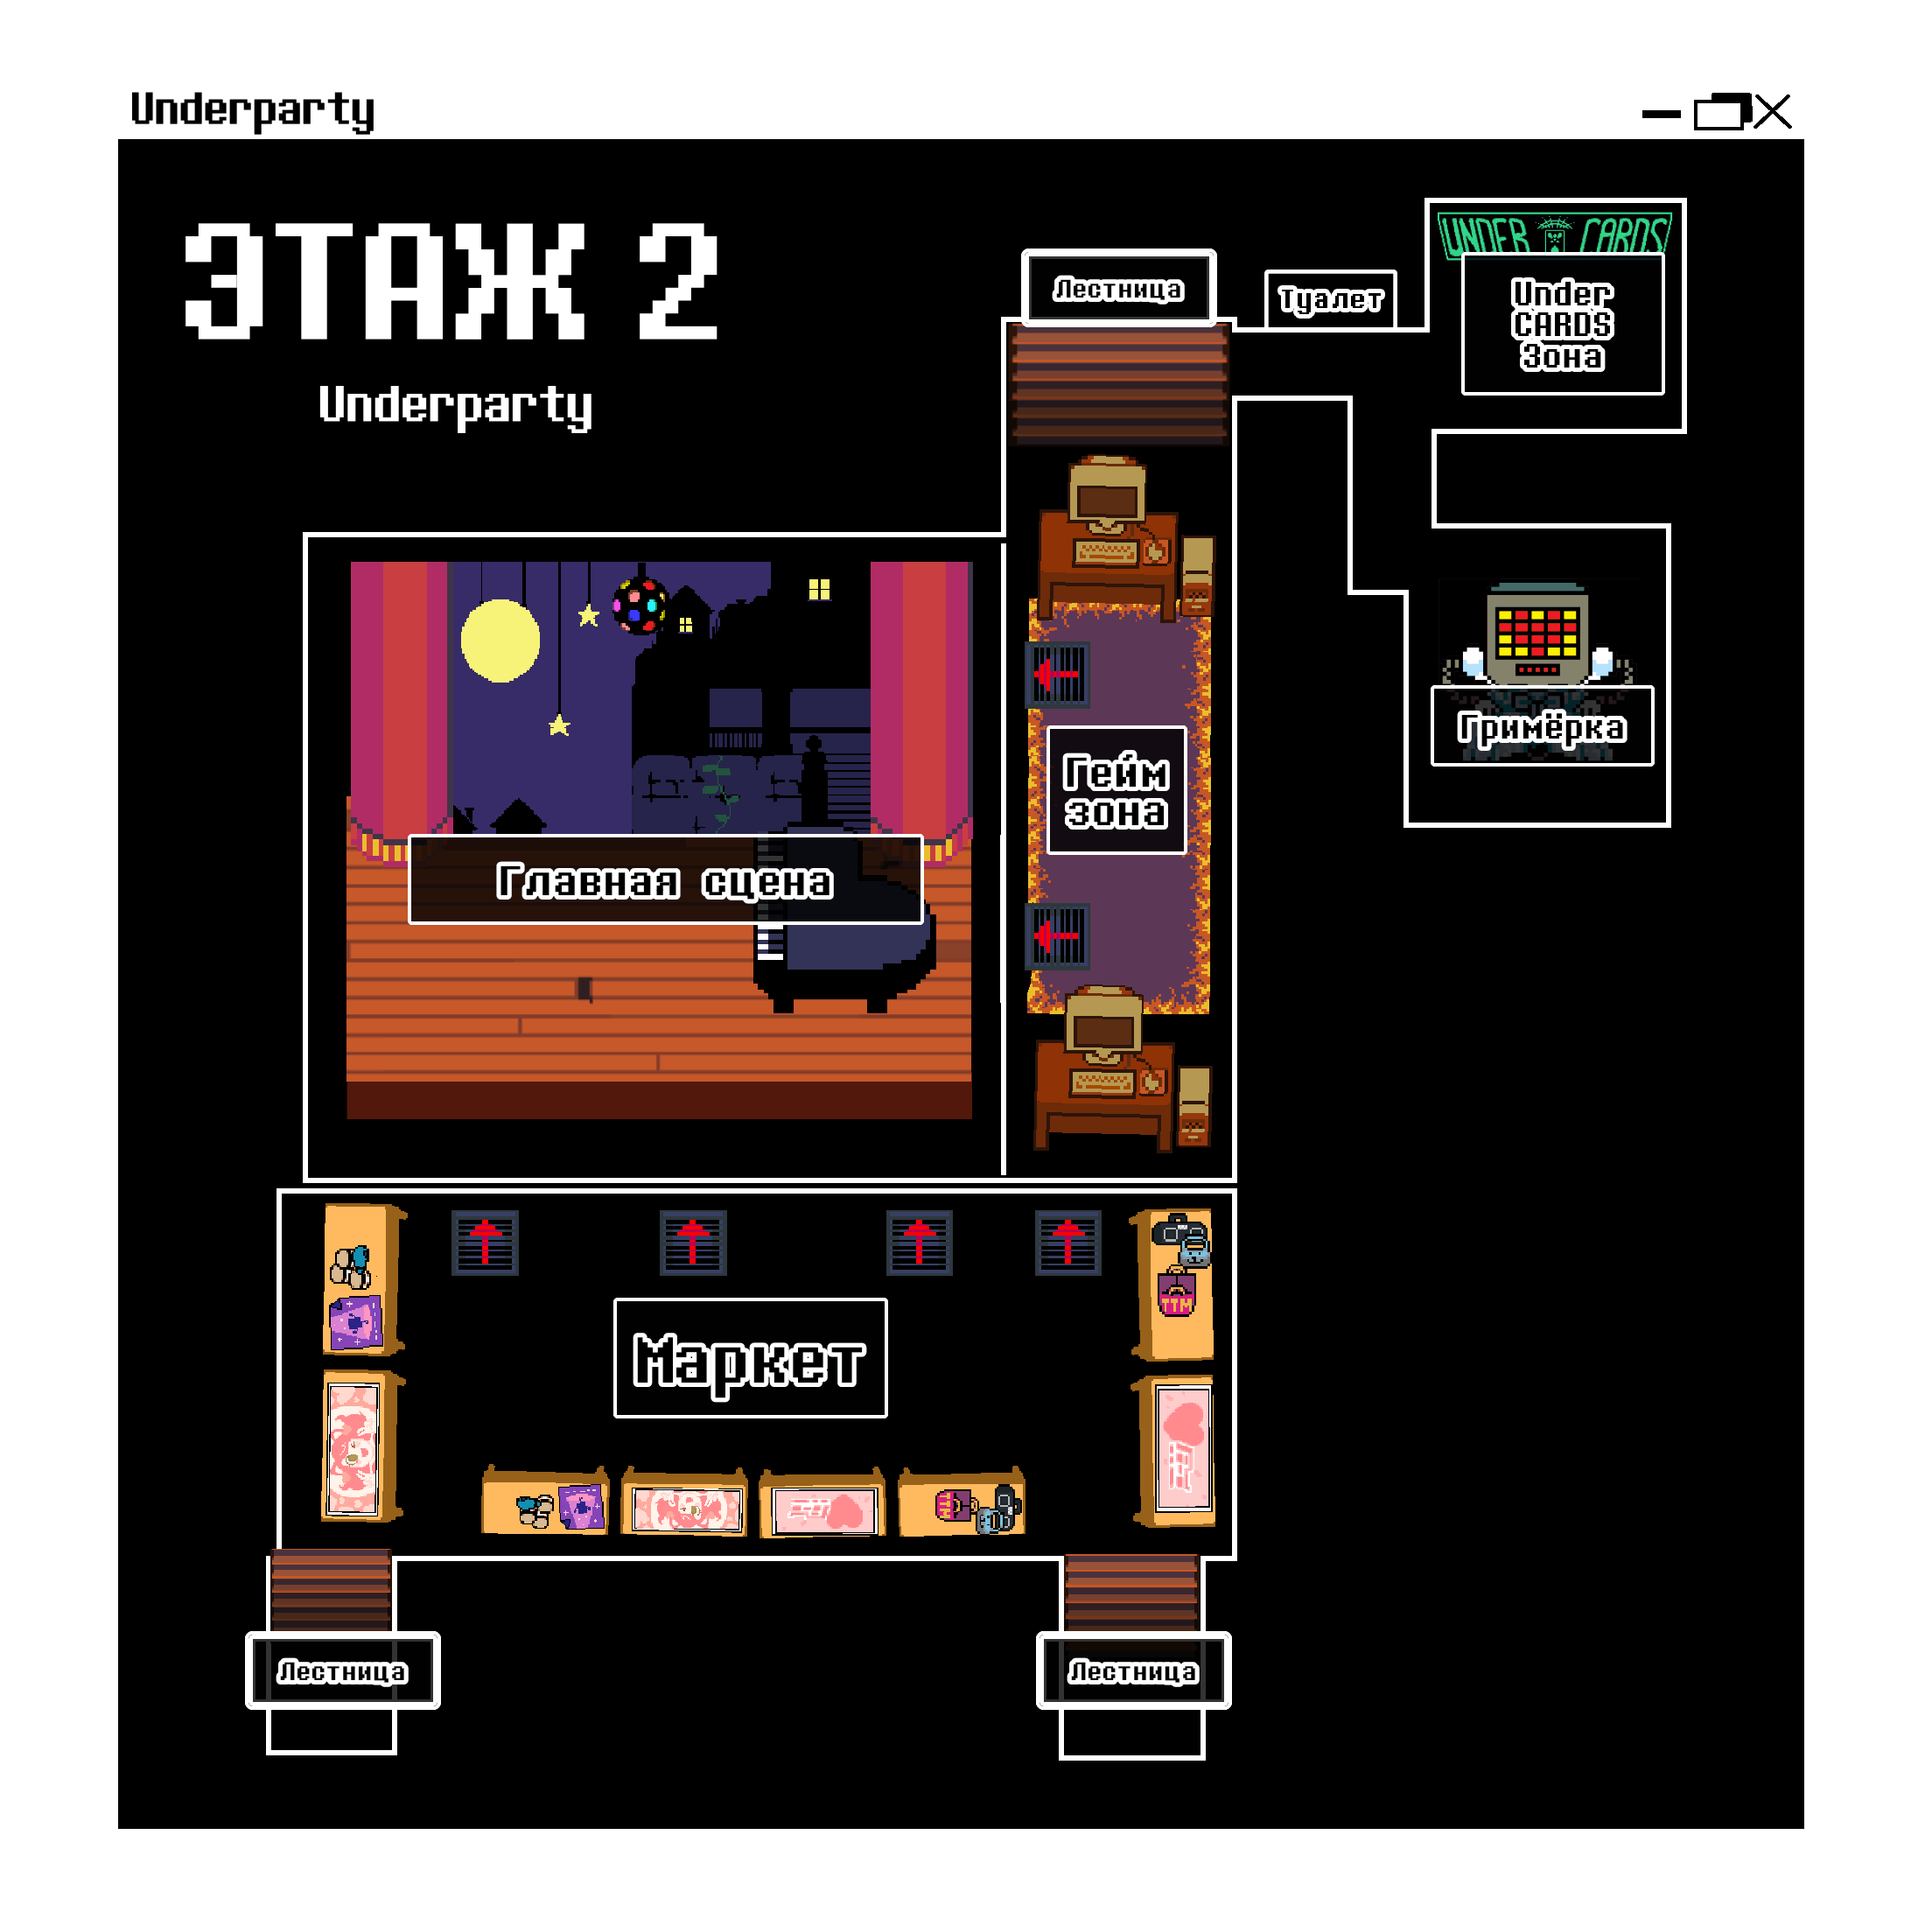 Underparty
ЭТАЖ 2
Underparty
UNDER CARDS
Лестница
Туалет
Under
CARDS
Зона
Гримёрка
Гейм
зона
Главная сцена
TTM
Маркет
Лестница
Лестница